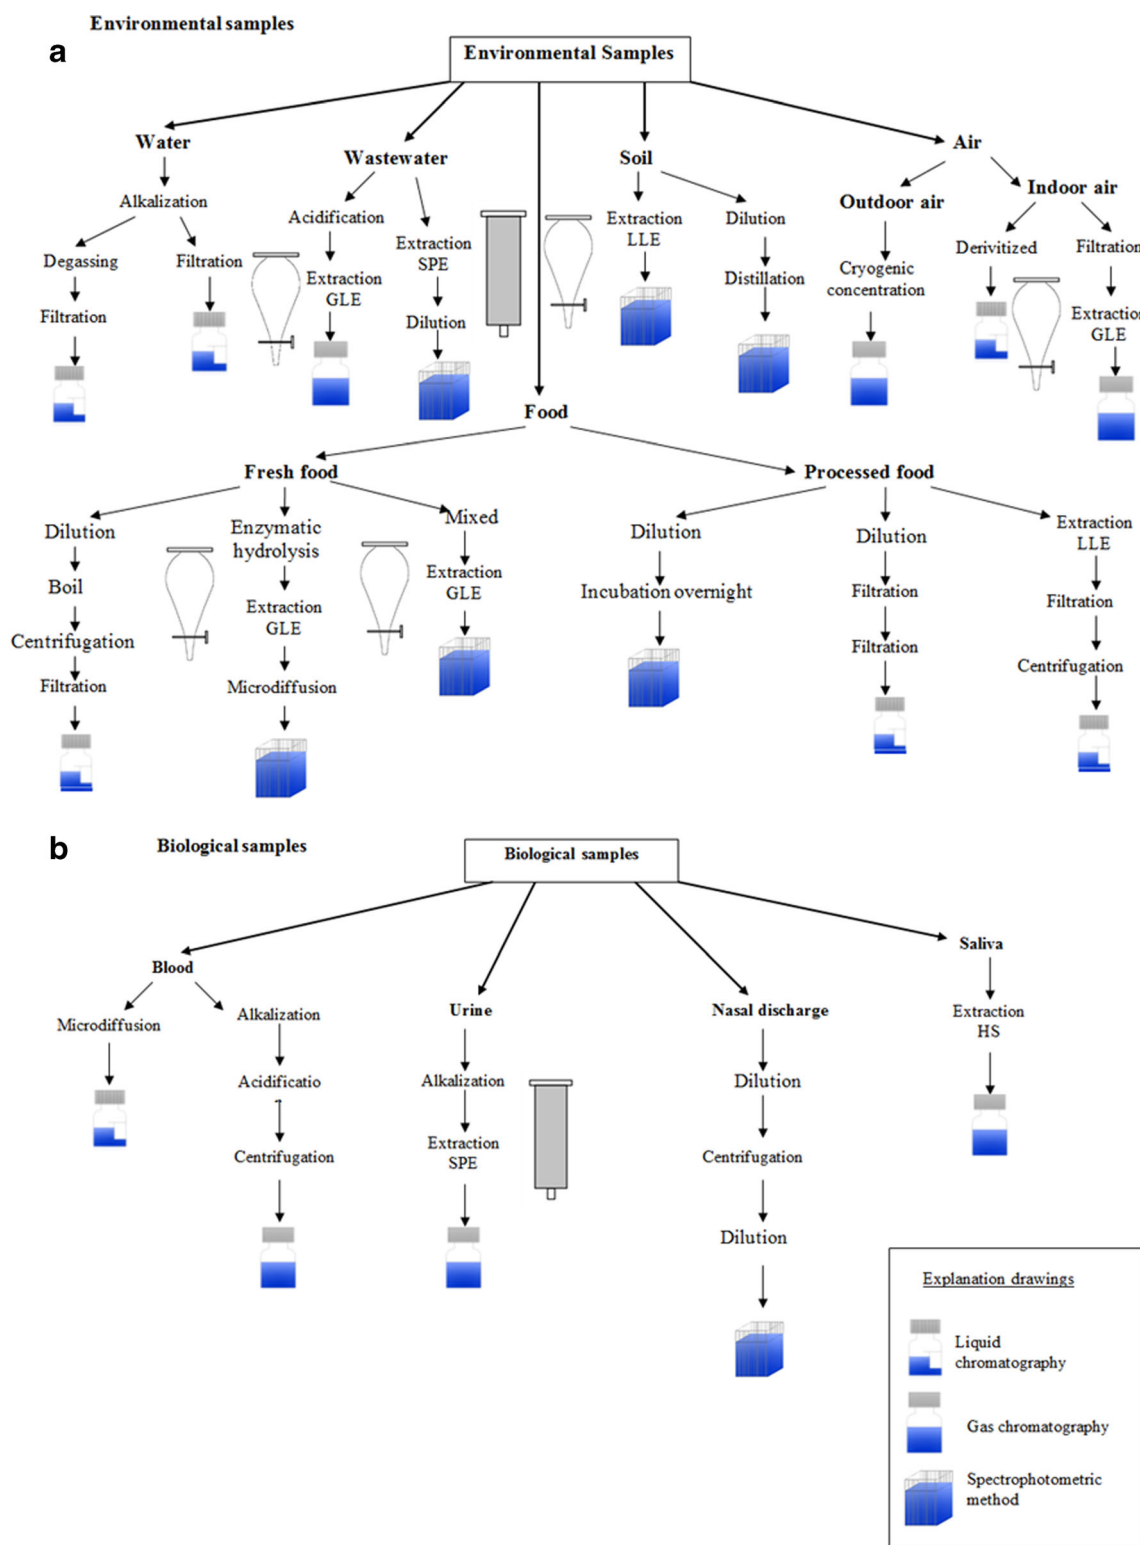 Environmental samples
a
Environmental Samples
Water
Wastewater
Soil
Air
Outdoor air
Indoor air
Alkalization
Acidification
Extraction
SPE
Extraction
LLE
Dilution
Derivitized
Filtration
Degassing
Filtration
Extraction
GLE
Distillation
Cryogenic
concentration
Extraction
GLE
Filtration
Dilution
Food
Fresh food
Processed food
Dilution
Enzymatic
hydrolysis
Mixed
Dilution
Dilution
Extraction
LLE
Boil
Extraction
GLE
Extraction
GLE
Incubation overnight
Filtration
Filtration
Centrifugation
Filtration
Centrifugation
Filtration
Microdiffusion
b
Biological samples
Biological samples
Blood
Urine
Nasal discharge
Saliva
Microdiffusion
Alkalization
Extraction
HS
Acidificatio
Alkalization
Dilution
Centrifugation
Extraction
SPE
Centrifugation
Dilution
Explanation drawings
Liquid
chromatography
Gas chromatography
Spectrophotometric
method